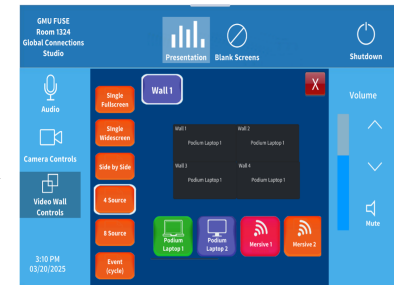 GMU FUSE
Room 1324
Global Connections
Studio
Presentation
Blank Screens
Shutdown
Audio
Camera Controls
Video Wall
Controls
3:10 PM
03/20/2025
Single
Fullscreen
Single
Widescreen
Side by Side
4 Source
8 Source
Event
(cycle)
Wall 1
X
Wall 1
Podium Laptop 1
Wall 2
Podium Laptop 1
Wall 3
Podium Laptop 1
Wall 4
Podium Laptop 1
Podium
Laptop 1
Podium
Laptop 2
Mersive 1
Mersive 2
Volume
Mute